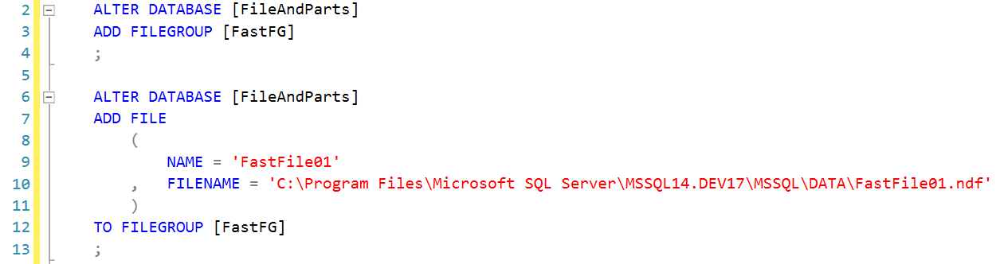 2 ALTER DATABASE [FileAndParts]
3 ADD FILEGROUP [FastFG]
4 ;
5
6 ALTER DATABASE [FileAndParts]
7 ADD FILE
8 (
9 NAME = 'FastFile01'
10 , FILENAME = 'C:\Program Files\Microsoft SQL Server\MSSQL14.DEV17\MSSQL\DATA\FastFile01.ndf'
11 )
12 TO FILEGROUP [FastFG]
13 ;